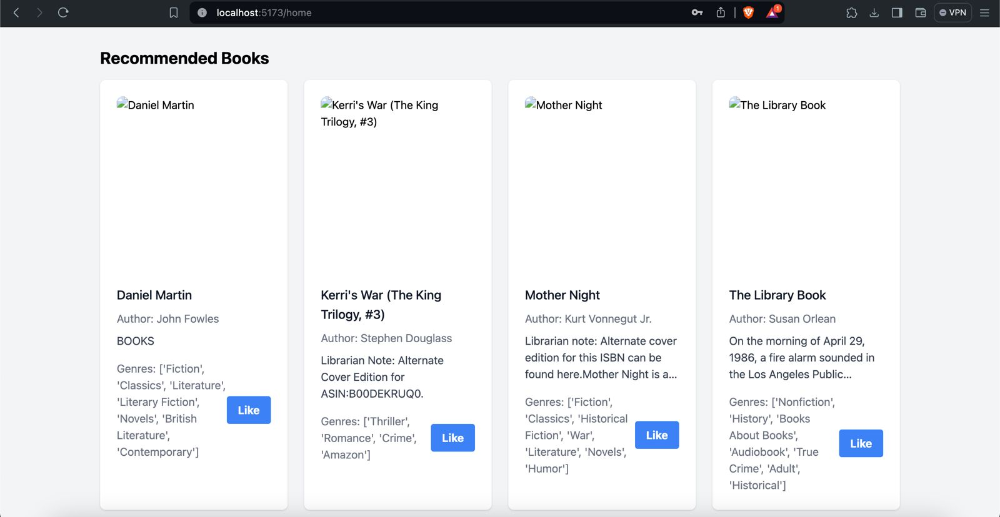 localhost:5173/home
1
VPN
Recommended Books
Daniel Martin
Daniel Martin
Author: John Fowles
BOOKS
Genres: ['Fiction',
'Classics', 'Literature',
'Literary Fiction',
'Novels', 'British
Literature',
'Contemporary']
Like
Kerri's War (The King
Trilogy, #3)
Kerri's War (The King
Trilogy, #3)
Author: Stephen Douglass
Librarian Note: Alternate
Cover Edition for
ASIN:B00DEKRUQ0.
Genres: ['Thriller',
'Romance', 'Crime',
'Amazon']
Like
Mother Night
Mother Night
Author: Kurt Vonnegut Jr.
Librarian note: Alternate cover
edition for this ISBN can be
found here.Mother Night is a...
Genres: ['Fiction',
'Classics', 'Historical
Fiction', 'War',
'Literature', 'Novels',
'Humor']
Like
The Library Book
The Library Book
Author: Susan Orlean
On the morning of April 29,
1986, a fire alarm sounded in
the Los Angeles Public...
Genres: ['Nonfiction',
'History', 'Books
About Books',
'Audiobook', 'True
Crime', 'Adult',
'Historical']
Like